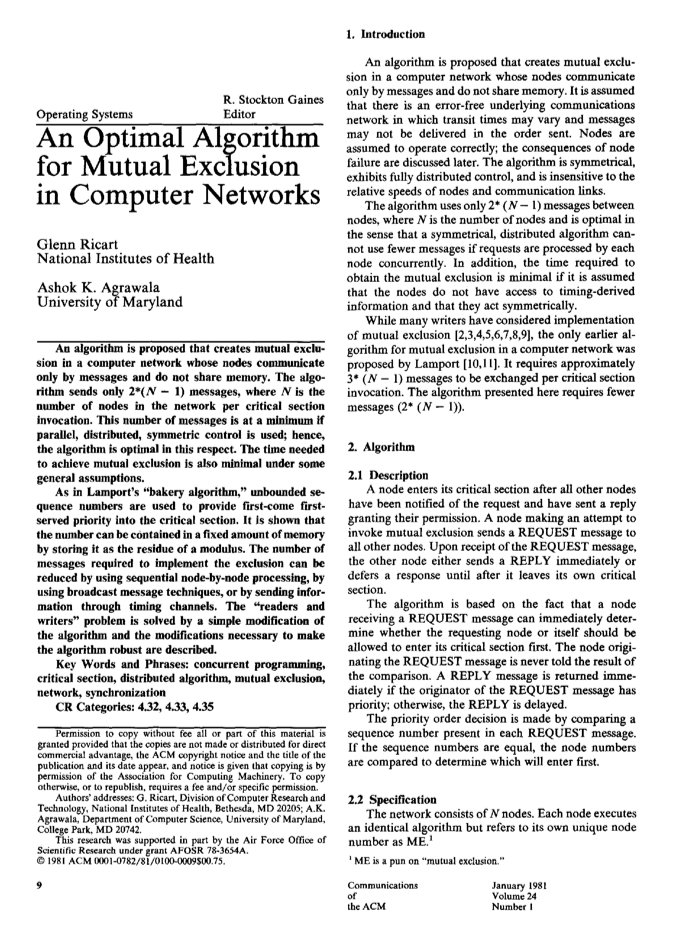 R. Stockton Gaines
Operating Systems Editor
An Optimal Algorithm
for Mutual Exclusion
in Computer Networks
Glenn Ricart
National Institutes of Health
Ashok K. Agrawala
University of Maryland
An algorithm is proposed that creates mutual exclu-
sion in a computer network whose nodes communicate
only by messages and do not share memory. The algo-
rithm sends only 2*(N − 1) messages, where N is the
number of nodes in the network per critical section
invocation. This number of messages is at a minimum if
parallel, distributed, symmetric control is used; hence,
the algorithm is optimal in this respect. The time needed
to achieve mutual exclusion is also minimal under some
general assumptions.
As in Lamport's "bakery algorithm," unbounded se-
quence numbers are used to provide first-come first-
served priority into the critical section. It is shown that
the number can be contained in a fixed amount of memory
by storing it as the residue of a modulus. The number of
messages required to implement the exclusion can be
reduced by using sequential node-by-node processing, by
using broadcast message techniques, or by sending infor-
mation through timing channels. The "readers and
writers" problem is solved by a simple modification of
the algorithm and the modifications necessary to make
the algorithm robust are described.
Key Words and Phrases: concurrent programming,
critical section, distributed algorithm, mutual exclusion,
network, synchronization
CR Categories: 4.32, 4.33, 4.35
Permission to copy without fee all or part of this material is
granted provided that the copies are not made or distributed for direct
commercial advantage, the ACM copyright notice and the title of the
publication and its date appear, and notice is given that copying is by
permission of the Association for Computing Machinery. To copy
otherwise, or to republish, requires a fee and/or specific permission.
Authors' addresses: G. Ricart, Division of Computer Research and
Technology, National Institutes of Health, Bethesda, MD 20205; A.K.
Agrawala, Department of Computer Science, University of Maryland,
College Park, MD 20742.
This research was supported in part by the Air Force Office of
Scientific Research under grant AFOSR 78-3654A.
© 1981 ACM 0001-0782/81/0100-0009$00.75.
1. Introduction
An algorithm is proposed that creates mutual exclu-
sion in a computer network whose nodes communicate
only by messages and do not share memory. It is assumed
that there is an error-free underlying communications
network in which transit times may vary and messages
may not be delivered in the order sent. Nodes are
assumed to operate correctly; the consequences of node
failure are discussed later. The algorithm is symmetrical,
exhibits fully distributed control, and is insensitive to the
relative speeds of nodes and communication links.
The algorithm uses only 2* (N − 1) messages between
nodes, where N is the number of nodes and is optimal in
the sense that a symmetrical, distributed algorithm can-
not use fewer messages if requests are processed by each
node concurrently. In addition, the time required to
obtain the mutual exclusion is minimal if it is assumed
that the nodes do not have access to timing-derived
information and that they act symmetrically.
While many writers have considered implementation
of mutual exclusion [2,3,4,5,6,7,8,9], the only earlier al-
gorithm for mutual exclusion in a computer network was
proposed by Lamport [10,11]. It requires approximately
3* (N − 1) messages to be exchanged per critical section
invocation. The algorithm presented here requires fewer
messages (2* (N − 1)).
2. Algorithm
2.1 Description
A node enters its critical section after all other nodes
have been notified of the request and have sent a reply
granting their permission. A node making an attempt to
invoke mutual exclusion sends a REQUEST message to
all other nodes. Upon receipt of the REQUEST message,
the other node either sends a REPLY immediately or
defers a response until after it leaves its own critical
section.
The algorithm is based on the fact that a node
receiving a REQUEST message can immediately deter-
mine whether the requesting node or itself should be
allowed to enter its critical section first. The node origi-
nating the REQUEST message is never told the result of
the comparison. A REPLY message is returned imme-
diately if the originator of the REQUEST message has
priority; otherwise, the REPLY is delayed.
The priority order decision is made by comparing a
sequence number present in each REQUEST message.
If the sequence numbers are equal, the node numbers
are compared to determine which will enter first.
2.2 Specification
The network consists of N nodes. Each node executes
an identical algorithm but refers to its own unique node
number as ME.¹
¹ ME is a pun on "mutual exclusion."
9
Communications January 1981
of Volume 24
the ACM Number 1